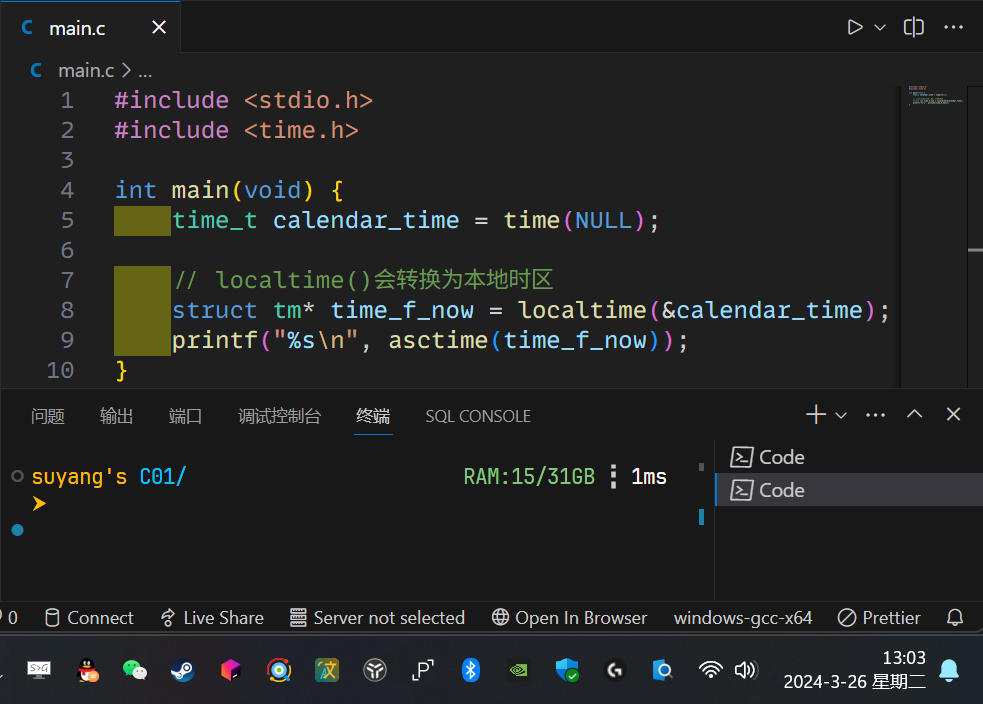 main.c
main.c > ...
1 #include <stdio.h>
2 #include <time.h>
3
4 int main(void) {
5 time_t calendar_time = time(NULL);
6
7 // localtime()会转换为本地时区
8 struct tm* time_f_now = localtime(&calendar_time);
9 printf("%s\n", asctime(time_f_now));
10 }
问题 输出 端口 调试控制台 终端 SQL CONSOLE
suyang's C01/ RAM:15/31GB 1ms
Code
Code
0 Connect Live Share Server not selected Open In Browser windows-gcc-x64 Prettier
13:03
2024-3-26 星期二